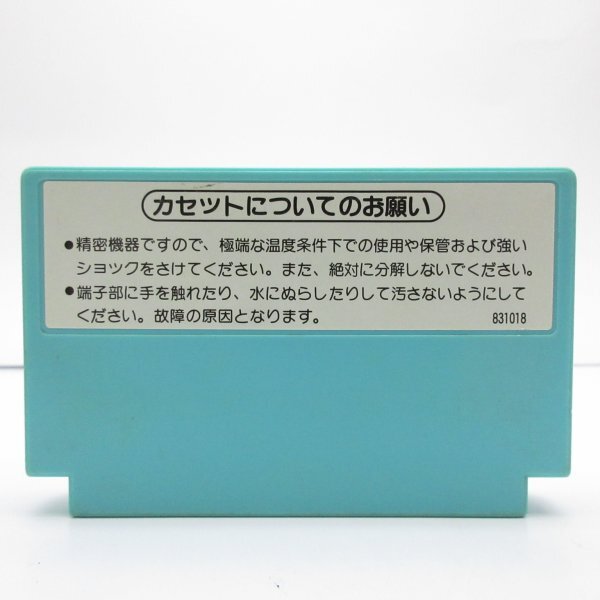 カセットについてのお願い
●精密機器ですので、極端な温度条件下での使用や保管および強い
ショックをさけてください。また、絶対に分解しないでください。
●端子部に手を触れたり、水にぬらしたりして汚さないようにして
ください。故障の原因となります。
831018